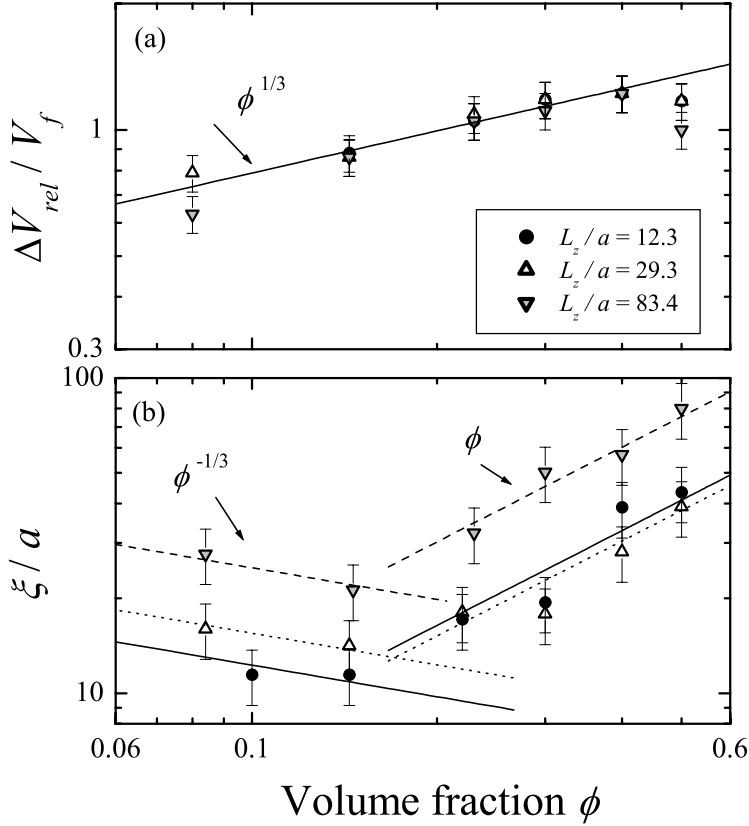 (a)
ϕ 1/3
1
ΔV_rel / V_f
L_z / a = 12.3
L_z / a = 29.3
L_z / a = 83.4
0.3
100
(b)
ϕ
ϕ -1/3
ξ / a
10
0.06
0.1
0.6
Volume fraction ϕ